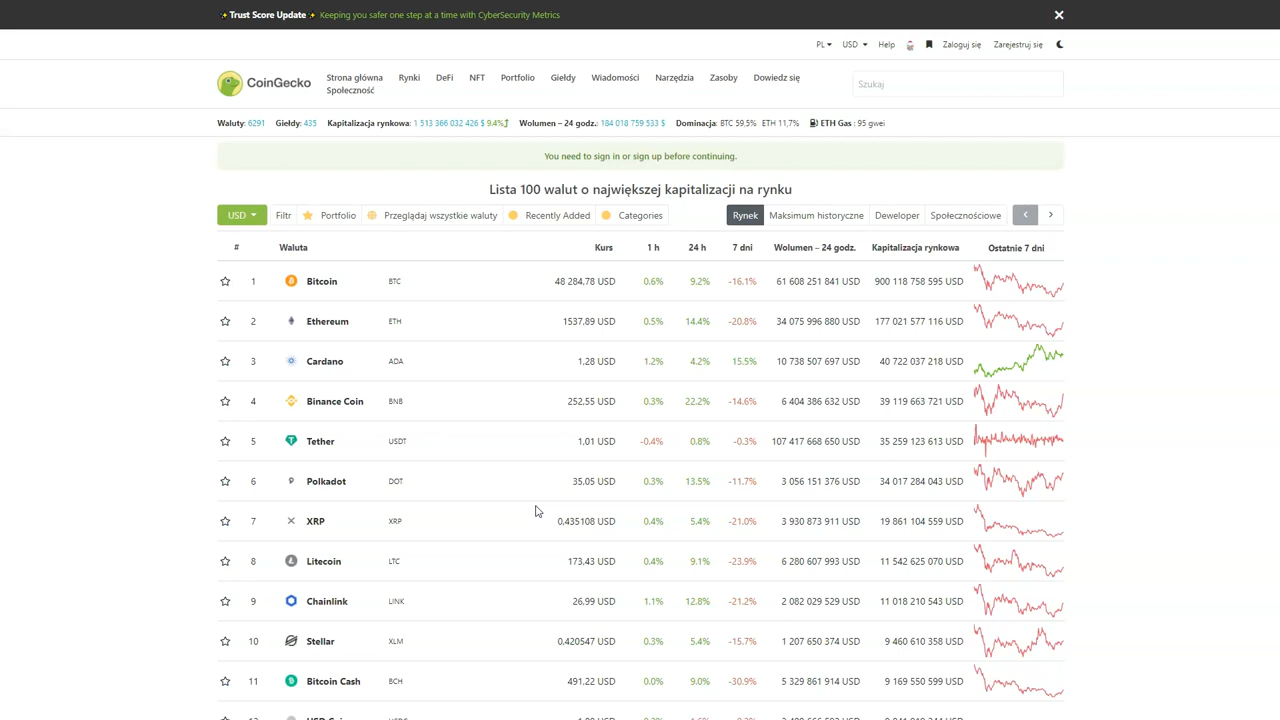 ✨Trust Score Update✨ Keeping you safer one step at a time with CyberSecurity Metrics
PL USD Help Zaloguj się Zarejestruj się
CoinGecko Strona główna Rynki DeFi NFT Portfolio Giełdy Wiadomości Narzędzia Zasoby Dowiedz się
Społeczność
Szukaj
Waluty: 6291 Giełdy: 435 Kapitalizacja rynkowa: 1 513 366 032 426 $ 9.4% Wolumen – 24 godz.: 184 018 759 533 $ Dominacja: BTC 59,5% ETH 11,7% ETH Gas : 95 gwei
You need to sign in or sign up before continuing.
Lista 100 walut o największej kapitalizacji na rynku
USD Filtr Portfolio Przeglądaj wszystkie waluty Recently Added Categories Rynek Maksimum historyczne Deweloper Społecznościowe
# Waluta Kurs 1 h 24 h 7 dni Wolumen – 24 godz. Kapitalizacja rynkowa Ostatnie 7 dni
1 Bitcoin BTC 48 284.78 USD 0.6% 9.2% -16.1% 61 608 251 841 USD 900 118 758 595 USD
2 Ethereum ETH 1537,89 USD 0.5% 14.4% -20.8% 34 075 996 880 USD 177 021 577 116 USD
3 Cardano ADA 1,28 USD 1.2% 4.2% 15.5% 10 738 507 697 USD 40 722 037 218 USD
4 Binance Coin BNB 252.55 USD 0.3% 22.2% -14.6% 6 404 386 632 USD 39 119 663 721 USD
5 Tether USDT 1,01 USD -0.4% 0.8% -0.3% 107 417 668 650 USD 35 259 123 613 USD
6 Polkadot DOT 35.05 USD 0.3% 13.5% -11.7% 3 056 151 376 USD 34 017 284 043 USD
7 XRP XRP 0,435108 USD 0.4% 5.4% -21.0% 3 930 873 911 USD 19 861 104 559 USD
8 Litecoin LTC 173.43 USD 0.4% 9.1% -23.9% 6 280 607 993 USD 11 542 625 070 USD
9 Chainlink LINK 26.99 USD 1.1% 12.8% -21.2% 2 082 029 529 USD 11 018 210 543 USD
10 Stellar XLM 0.420547 USD 0.3% 5.4% -15.7% 1 207 650 374 USD 9 460 610 358 USD
11 Bitcoin Cash BCH 491.22 USD 0.0% 9.0% -30.9% 5 329 861 914 USD 9 169 550 599 USD